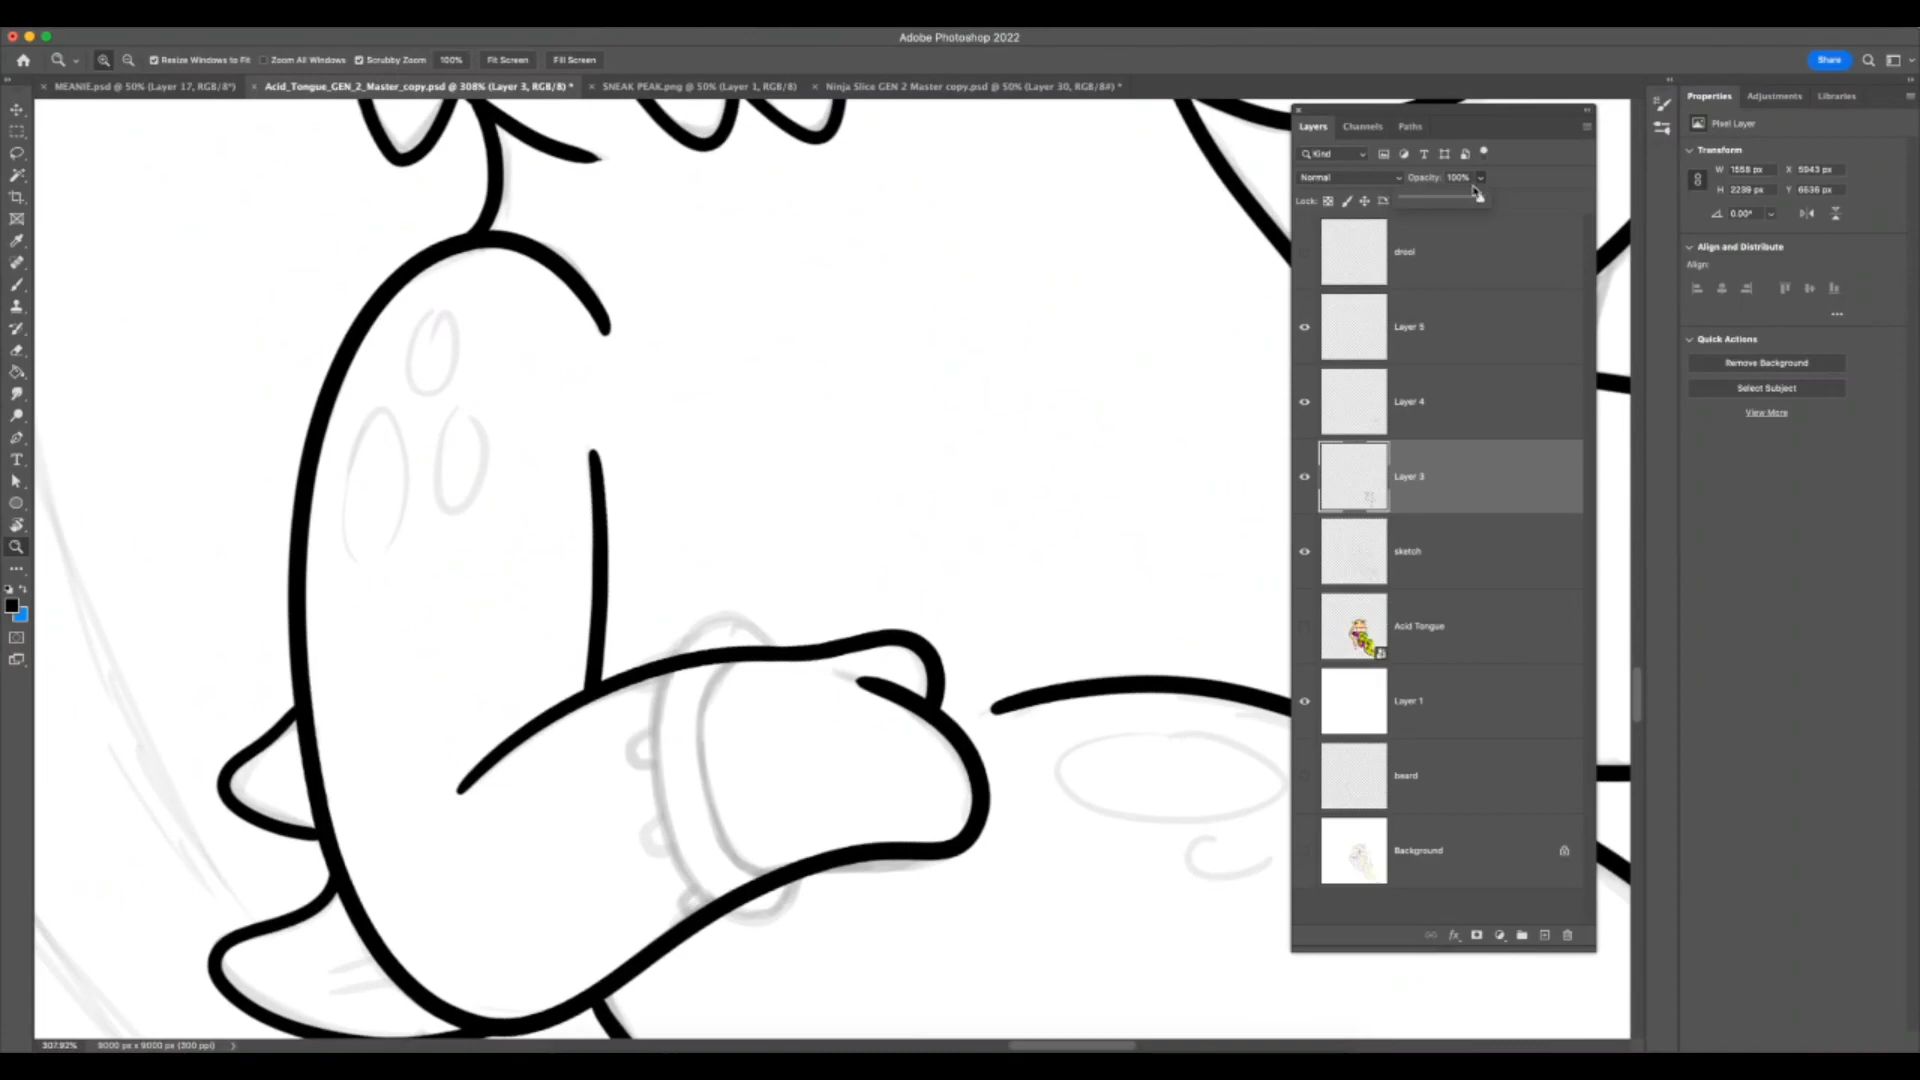 Adobe Photoshop 2022
Resize Windows to Fit Zoom All Windows Scrubby Zoom 100% Fit Screen Fill Screen Share
MEANIE.psd @ 50% (Layer 17, RGB/8*) Acid_Tongue_GEN_2_Master_copy.psd @ 308% (Layer 3, RGB/8) * SNEAK PEAK.png @ 50% (Layer 1, RGB/8) Ninja Slice GEN 2 Master copy.psd @ 50% (Layer 30, RGB/8#) *
Layers Channels Paths
Kind
Normal Opacity: 100%
Lock:
drool
Layer 5
Layer 4
Layer 3
sketch
Acid Tongue
Layer 1
beard
Background
fx
Properties Adjustments Libraries
Pixel Layer
Transform
W 1558 px X 5943 px
H 2239 px Y 6536 px
0.00°
Align and Distribute
Align:
Quick Actions
Remove Background
Select Subject
View More
307.92% 9000 px x 9000 px (300 ppi)